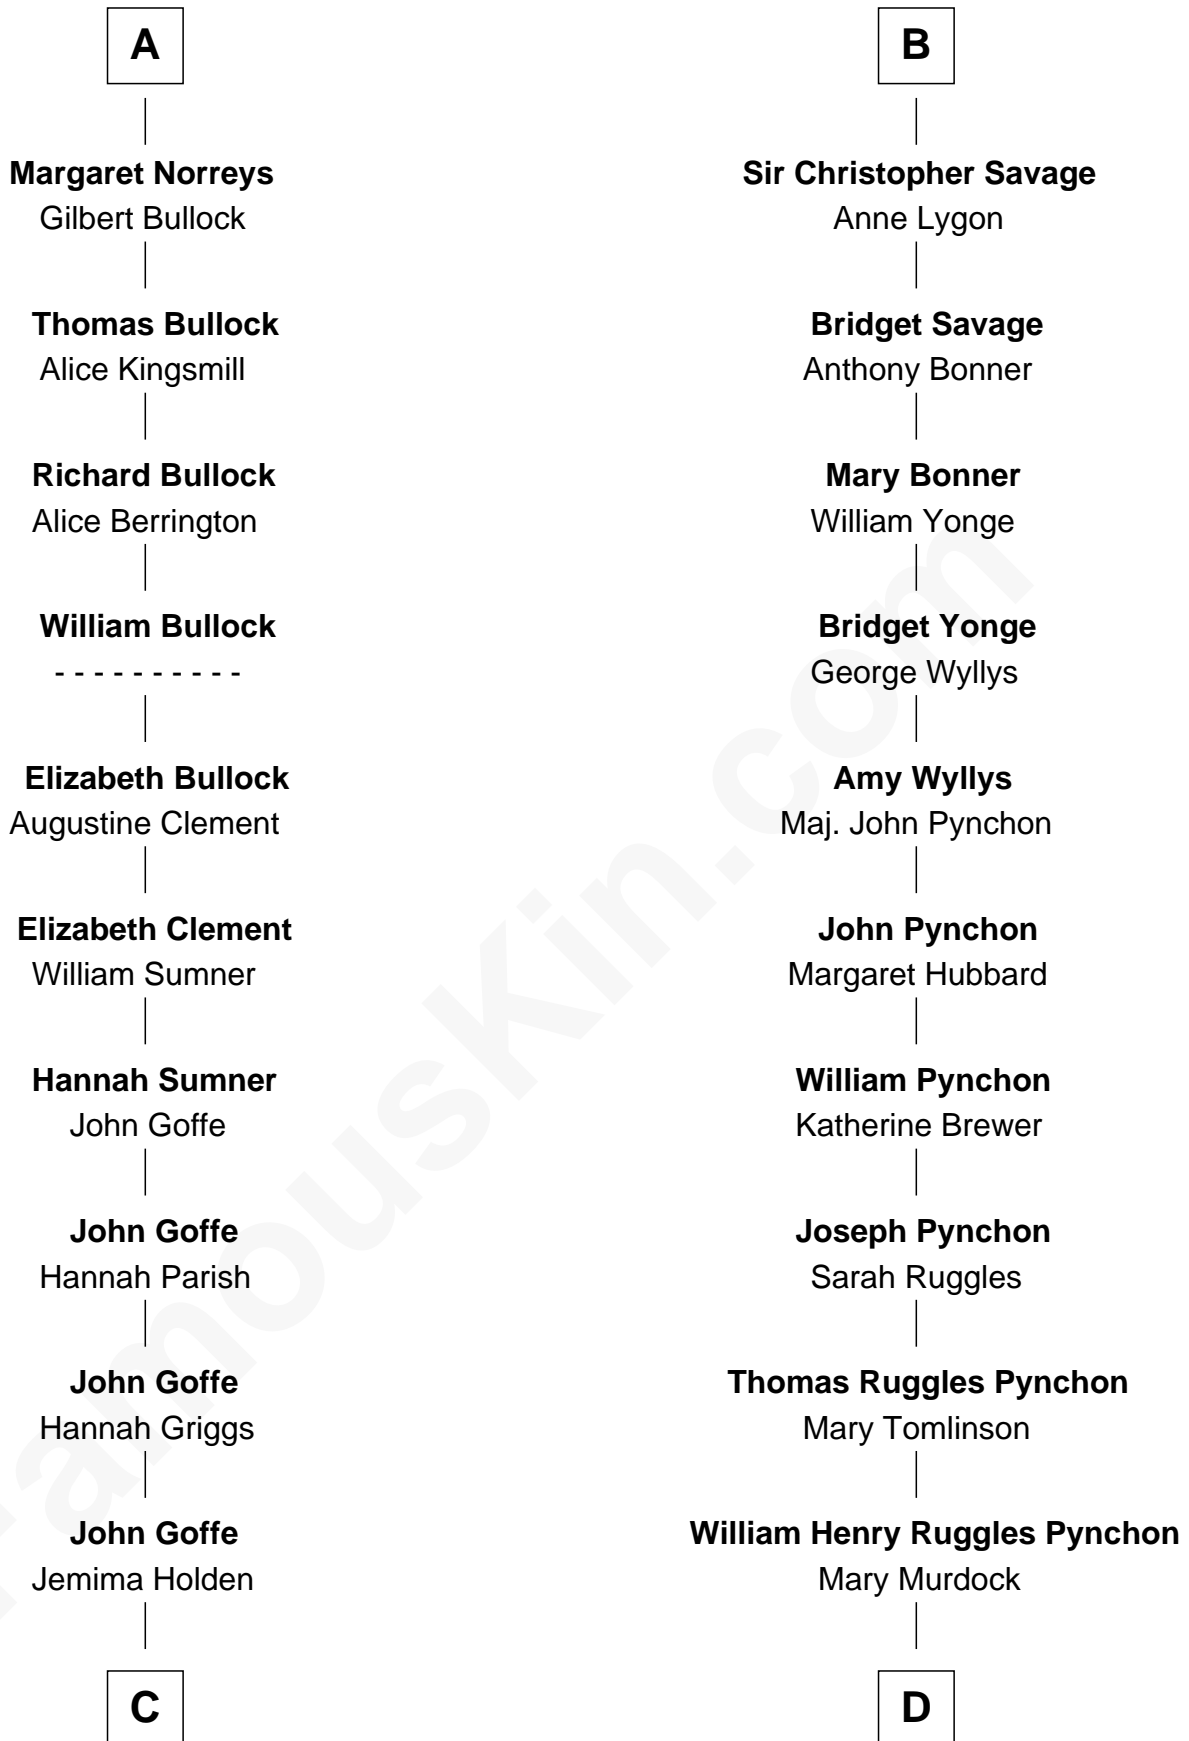 A
Margaret Norreys
Gilbert Bullock
Thomas Bullock
Alice Kingsmill
Richard Bullock
Alice Berrington
William Bullock
- - - - - - - - - -
Elizabeth Bullock
Augustine Clement
Elizabeth Clement
William Sumner
Hannah Sumner
John Goffe
John Goffe
Hannah Parish
John Goffe
Hannah Griggs
John Goffe
Jemima Holden
C
B
Sir Christopher Savage
Anne Lygon
Bridget Savage
Anthony Bonner
Mary Bonner
William Yonge
Bridget Yonge
George Wyllys
Amy Wyllys
Maj. John Pynchon
John Pynchon
Margaret Hubbard
William Pynchon
Katherine Brewer
Joseph Pynchon
Sarah Ruggles
Thomas Ruggles Pynchon
Mary Tomlinson
William Henry Ruggles Pynchon
Mary Murdock
D
FamousKin.com